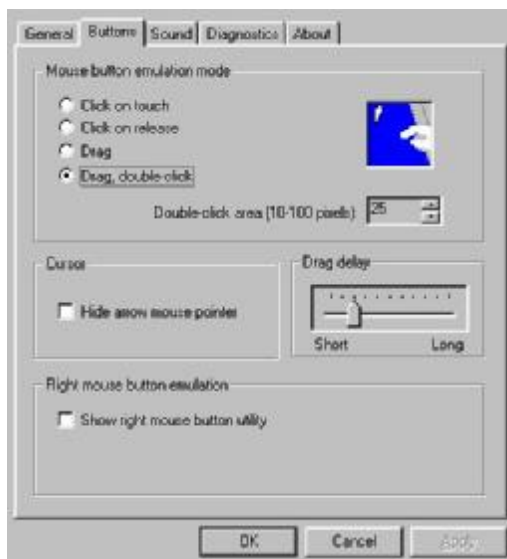 General Buttons Sound Diagnostics About
Mouse button emulation mode
Click on touch
Click on release
Drag
Drag, double-click
Double-click area (10-100 pixels) 25
Cursor
Drag delay
Hide arrow mouse pointer
Short Long
Right mouse button emulation
Show right mouse button utility
OK Cancel Apply